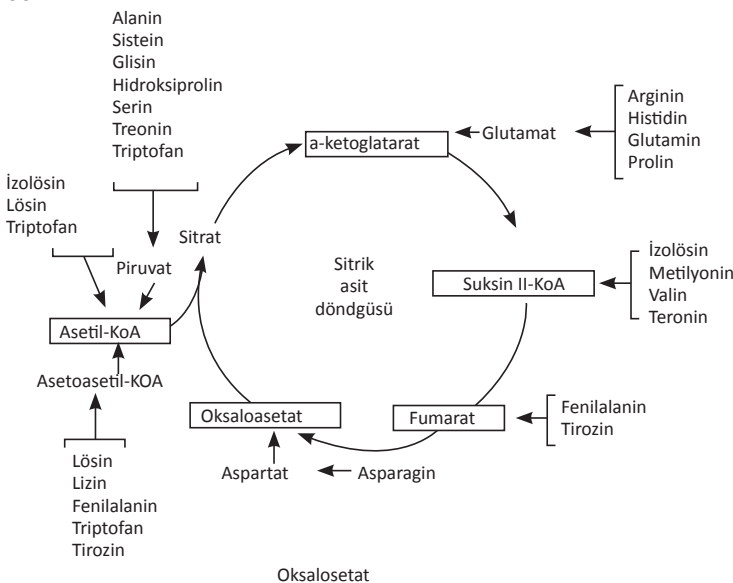 Alanin
Sistein
Glisin
Hidroksiprolin
Serin
Treonin
Triptofan
İzolösin
Lösin
Triptofan
Piruvat
Sitrat
Asetil-KoA
Asetoasetil-KOA
Lösin
Lizin
Fenilalanin
Triptofan
Tirozin
a-ketoglatarat
Glutamat
Arginin
Histidin
Glutamin
Prolin
Sitrik
asit
döndgüsü
Suksin II-KoA
İzolösin
Metilyonin
Valin
Teronin
Oksaloasetat
Fumarat
Fenilalanin
Tirozin
Aspartat
Asparagin
Oksalosetat